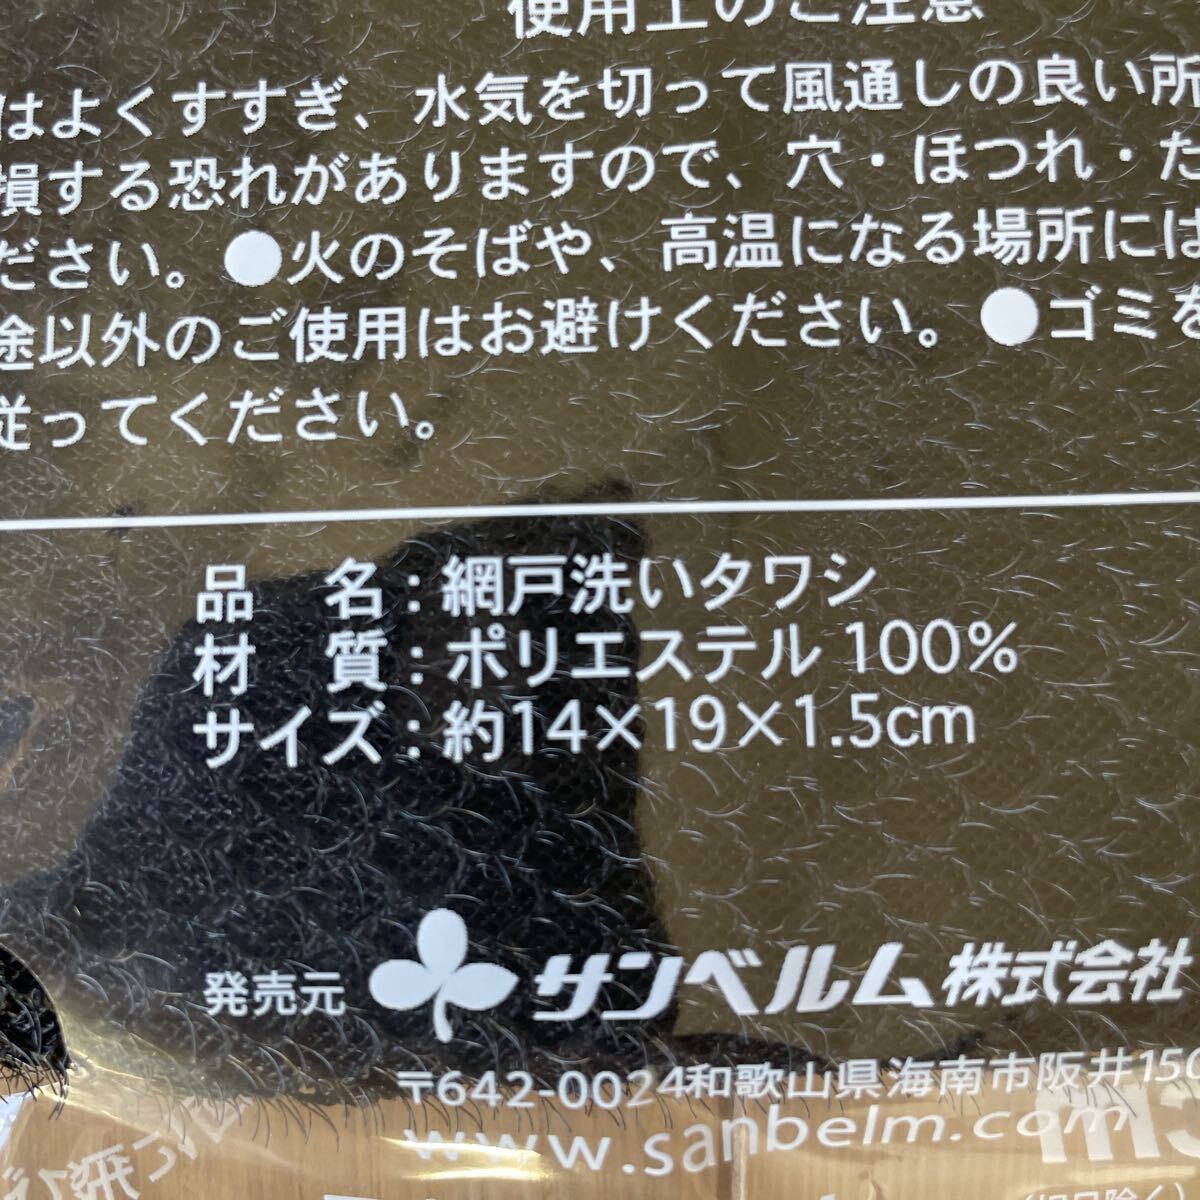 使用上のご注意
はよくすすぎ、水気を切って風通しの良い所
損する恐れがありますので、穴・ほつれ・た
ださい。●火のそばや、高温になる場所には
途以外のご使用はお避けください。●ゴミを
従ってください。
品　名：網戸洗いタワシ
材　質：ポリエステル 100%
サイズ：約14×19×1.5cm
発売元 サンベルム株式会社
〒642-0024和歌山県海南市阪井156
www.sanbelm.com